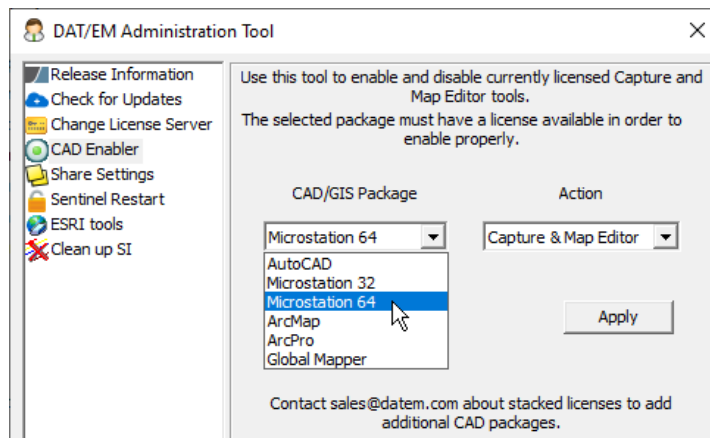 DAT/EM Administration Tool
Release Information
Check for Updates
Change License Server
CAD Enabler
Share Settings
Sentinel Restart
ESRI tools
Clean up SI
Use this tool to enable and disable currently licensed Capture and
Map Editor tools.
The selected package must have a license available in order to
enable properly.
CAD/GIS Package
Action
Microstation 64
Capture & Map Editor
AutoCAD
Microstation 32
Microstation 64
ArcMap
ArcPro
Global Mapper
Apply
Contact sales@datem.com about stacked licenses to add
additional CAD packages.